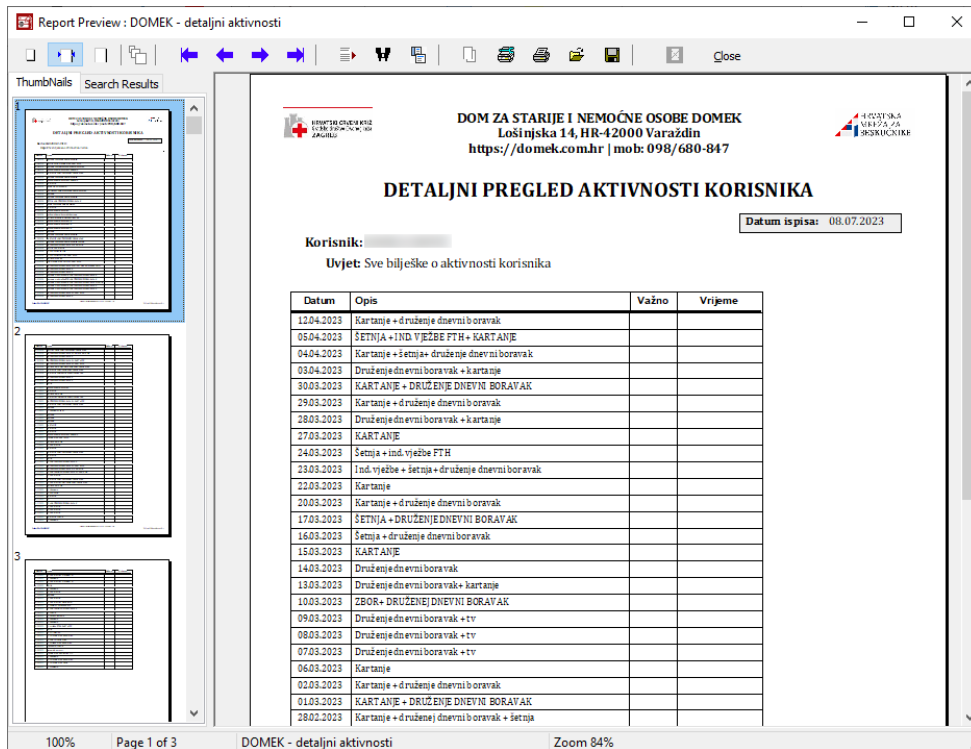 Report Preview : DOMEK - detaljni aktivnosti
Close
ThumbNails Search Results
1
2
3
HRVATSKI CRVENI KRIŽ
ZAGREB
DOM ZA STARIJE I NEMOĆNE OSOBE DOMEK
Lošinjska 14, HR-42000 Varaždin
https://domek.com.hr | mob: 098/680-847
HRVATSKA
MREŽA ZA
BESKUĆNIKE
DETALJNI PREGLED AKTIVNOSTI KORISNIKA
Datum ispisa: 08.07.2023
Korisnik:
Uvjet: Sve bilješke o aktivnosti korisnika
Datum Opis Važno Vrijeme
12.04.2023 Kartanje + druženje dnevni boravak
05.04.2023 ŠETNJA + IND. VJEŽBE FTH + KARTANJE
04.04.2023 Kartanje + šetnja+ druženje dnevni boravak
03.04.2023 Druženje dnevni boravak + kartanje
30.03.2023 KARTANJE + DRUŽENJE DNEVNI BORAVAK
29.03.2023 Kartanje + druženje dnevni boravak
28.03.2023 Druženje dnevni boravak + kartanje
27.03.2023 KARTANJE
24.03.2023 Šetnja + ind. vježbe FTH
23.03.2023 Ind. vježbe + šetnja + druženje dnevni boravak
22.03.2023 Kartanje
20.03.2023 Kartanje + druženje dnevni boravak
17.03.2023 ŠETNJA + DRUŽENJE DNEVNI BORAVAK
16.03.2023 Šetnja + druženje dnevni boravak
15.03.2023 KARTANJE
14.03.2023 Druženje dnevni boravak
13.03.2023 Druženje dnevni boravak+ kartanje
10.03.2023 ZBOR+ DRUŽENEJ DNEVNI BORAVAK
09.03.2023 Druženje dnevni boravak + tv
08.03.2023 Druženje dnevni boravak + tv
07.03.2023 Druženje dnevni boravak + tv
06.03.2023 Kartanje
02.03.2023 Kartanje + druženje dnevni boravak
01.03.2023 KARTANJE + DRUŽENJE DNEVNI BORAVAK
28.02.2023 Kartanje + druženej dnevni boravak + šetnja
100% Page 1 of 3 DOMEK - detaljni aktivnosti Zoom 84%